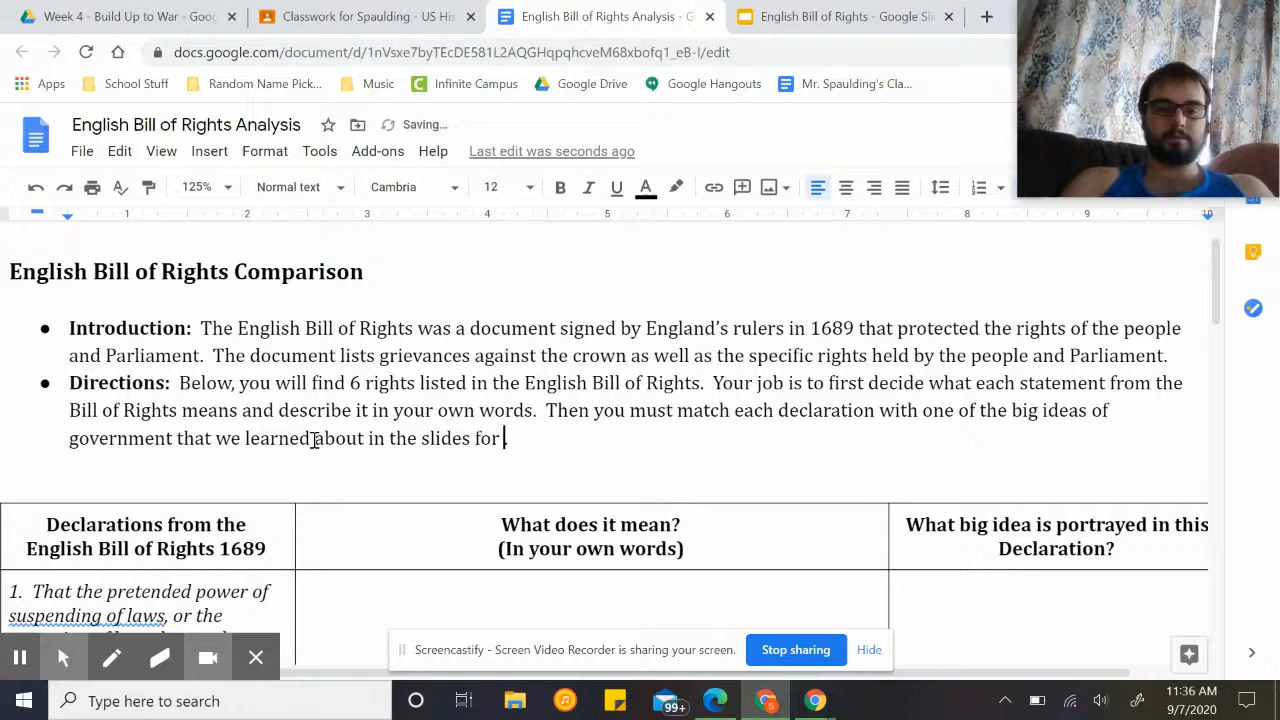 Week 4 - Build Up to War - Goog
Classwork for Spaulding - US His
English Bill of Rights Analysis - G
English Bill of Rights - Google Sli
docs.google.com/document/d/1nVsxe7byTEcDE581L2AQGHqpqhcveM68xbofq1_eB-I/edit
Apps
School Stuff
Random Name Pick...
Music
Infinite Campus
Google Drive
Google Hangouts
Mr. Spaulding's Cla...
English Bill of Rights Analysis
Saving...
File Edit View Insert Format Tools Add-ons Help Last edit was seconds ago
125% Normal text Cambria 12 B I U A
1 2 3 4 5 6 7 8 9 10
English Bill of Rights Comparison
● Introduction: The English Bill of Rights was a document signed by England's rulers in 1689 that protected the rights of the people
and Parliament. The document lists grievances against the crown as well as the specific rights held by the people and Parliament.
● Directions: Below, you will find 6 rights listed in the English Bill of Rights. Your job is to first decide what each statement from the
Bill of Rights means and describe it in your own words. Then you must match each declaration with one of the big ideas of
government that we learned about in the slides for .
Declarations from the
English Bill of Rights 1689
What does it mean?
(In your own words)
What big idea is portrayed in this
Declaration?
1. That the pretended power of
suspending of laws, or the
Screencastify - Screen Video Recorder is sharing your screen.
Stop sharing
Hide
Type here to search
99+
11:36 AM
9/7/2020